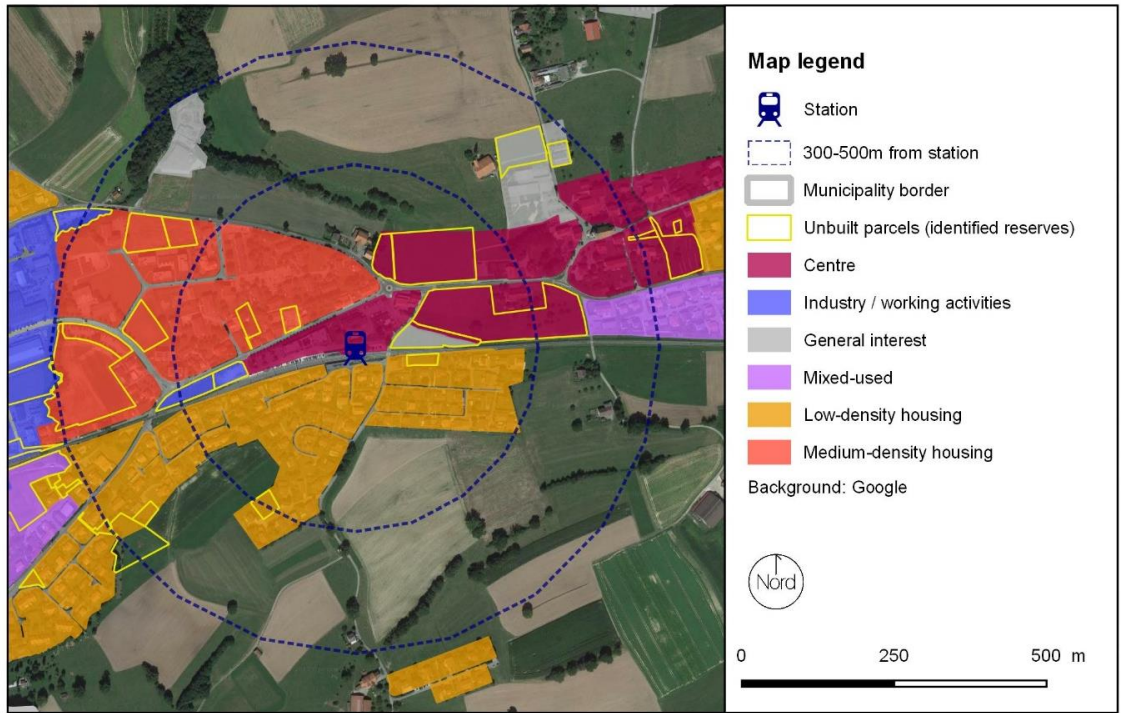 Map legend
Station
300-500m from station
Municipality border
Unbuilt parcels (identified reserves)
Centre
Industry / working activities
General interest
Mixed-used
Low-density housing
Medium-density housing
Background: Google
Nord
0 250 500 m